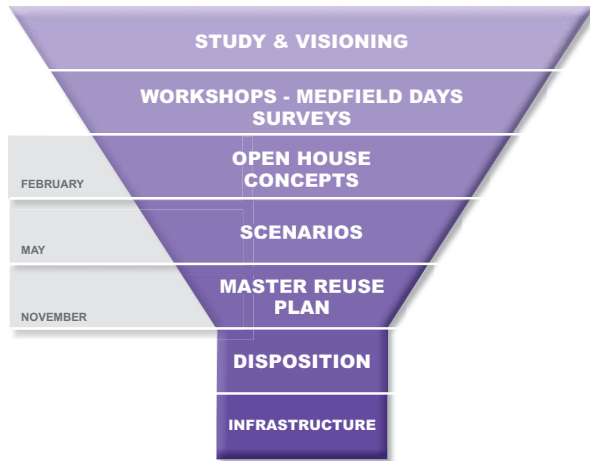 STUDY & VISIONING
WORKSHOPS - MEDFIELD DAYS
SURVEYS
OPEN HOUSE
CONCEPTS
FEBRUARY
SCENARIOS
MAY
MASTER REUSE
PLAN
NOVEMBER
DISPOSITION
INFRASTRUCTURE